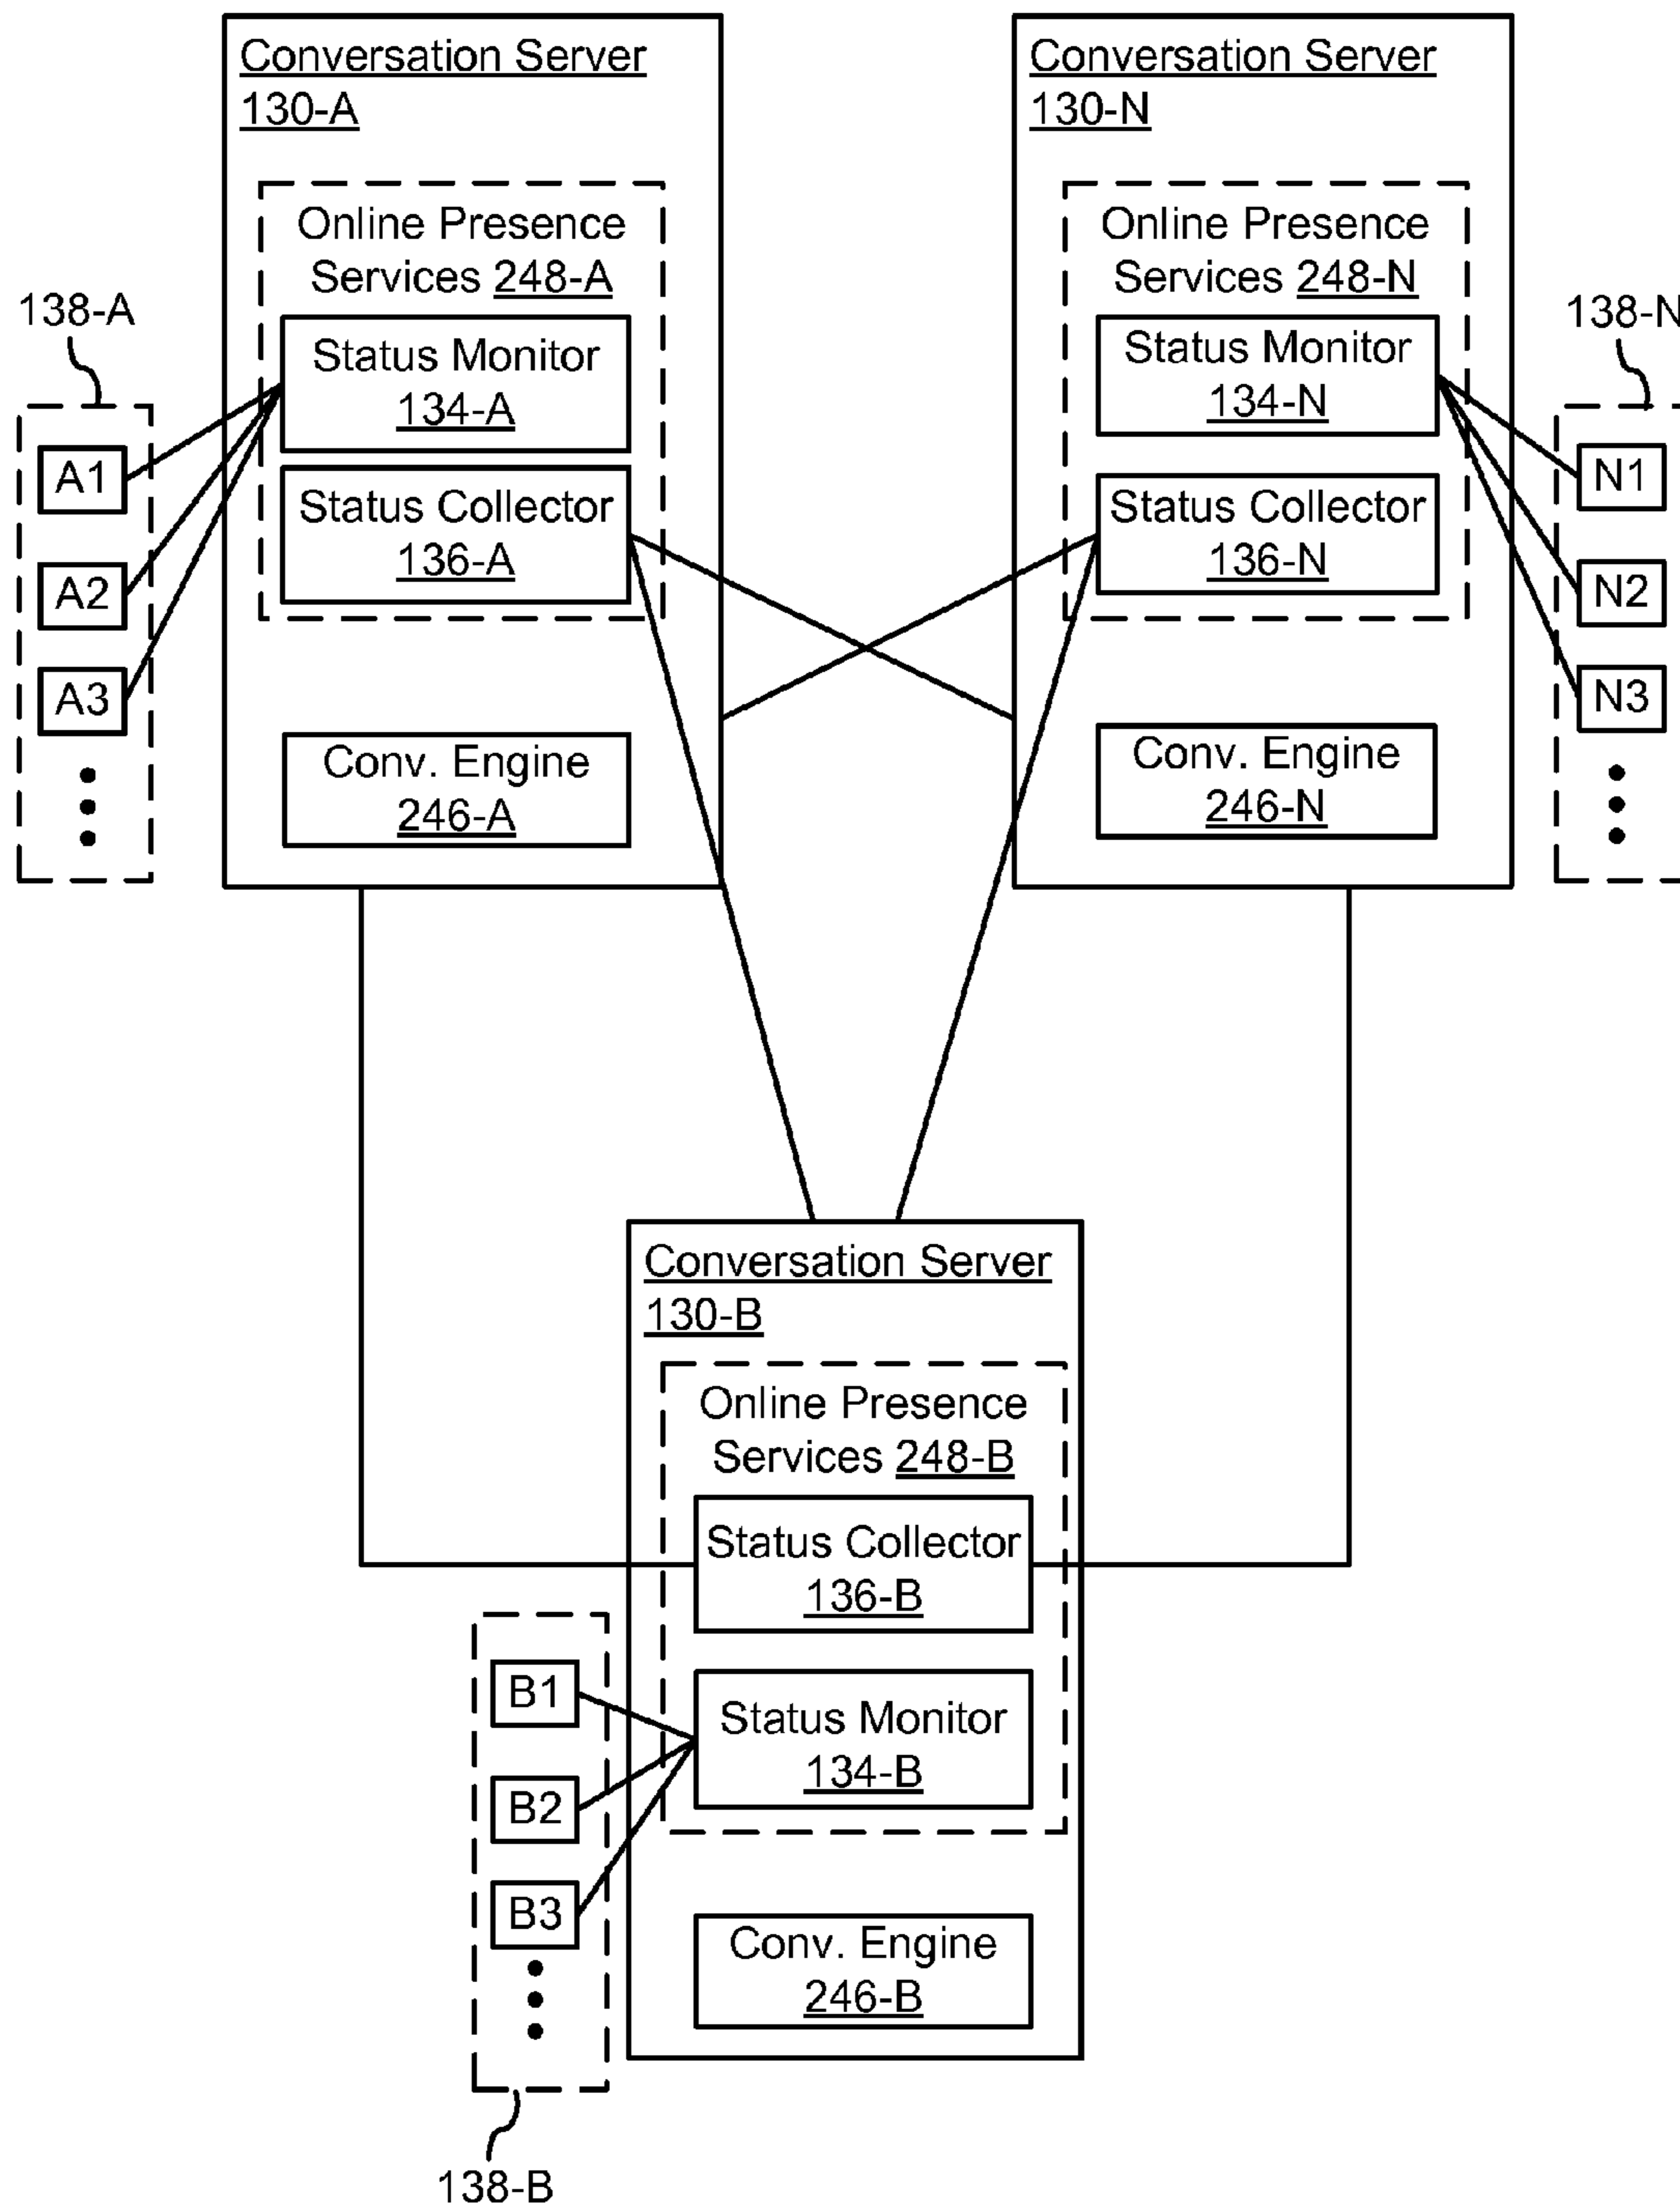 Conversation Server
130-A
Online Presence
Services 248-A
Status Monitor
134-A
Status Collector
136-A
Conv. Engine
246-A
138-A
A1
A2
A3
Conversation Server
130-N
Online Presence
Services 248-N
Status Monitor
134-N
Status Collector
136-N
Conv. Engine
246-N
138-N
N1
N2
N3
Conversation Server
130-B
Online Presence
Services 248-B
Status Collector
136-B
Status Monitor
134-B
Conv. Engine
246-B
B1
B2
B3
138-B